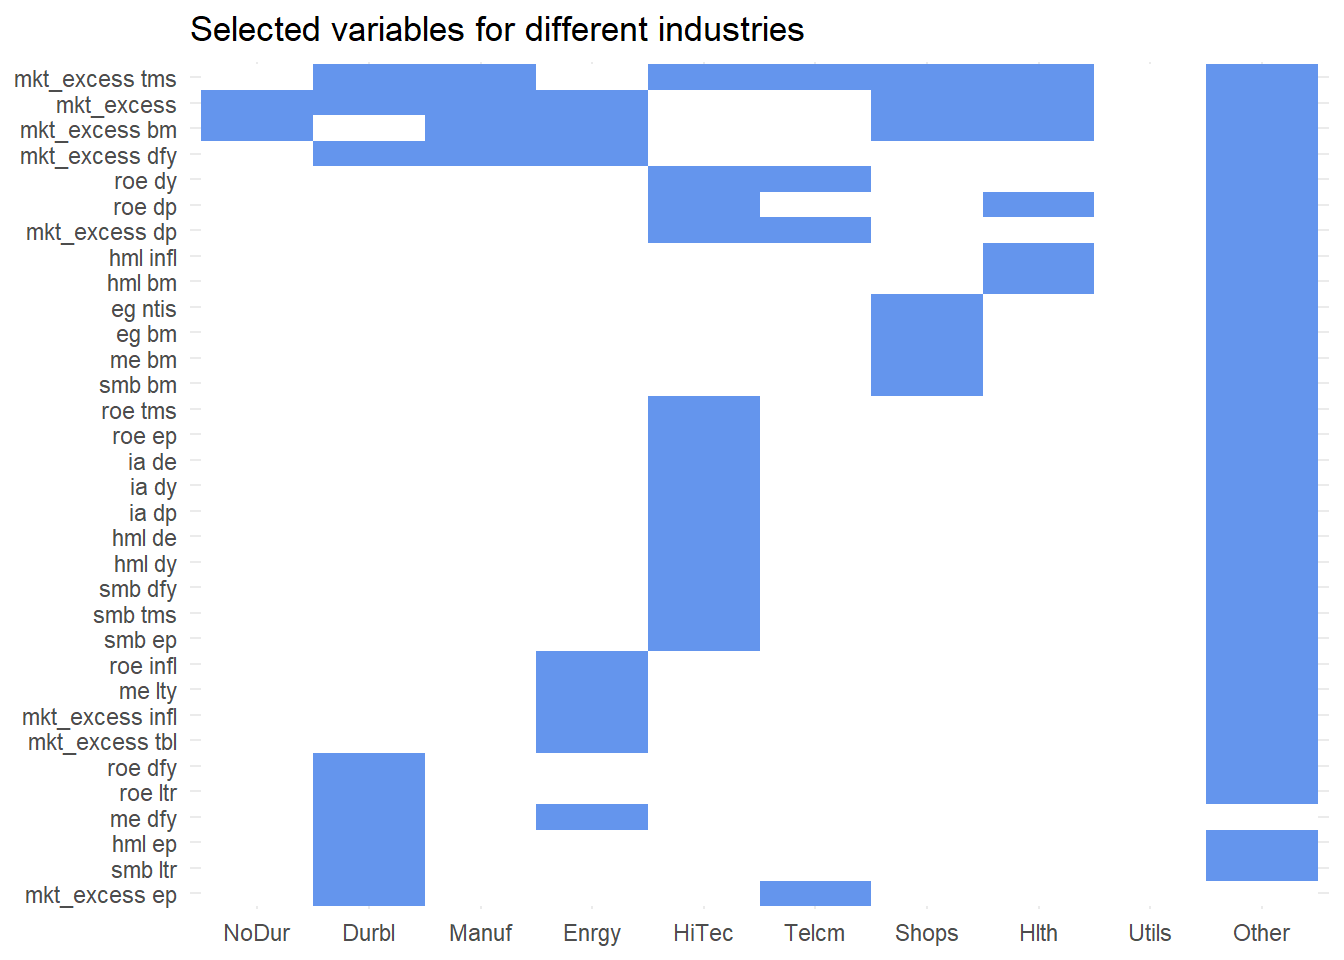 Selected variables for different industries
mkt_excess tms
mkt_excess
mkt_excess bm
mkt_excess dfy
roe dy
roe dp
mkt_excess dp
hml infl
hml bm
eg ntis
eg bm
me bm
smb bm
roe tms
roe ep
ia de
ia dy
ia dp
hml de
hml dy
smb dfy
smb tms
smb ep
roe infl
me lty
mkt_excess infl
mkt_excess tbl
roe dfy
roe ltr
me dfy
hml ep
smb ltr
mkt_excess ep
NoDur Durbl Manuf Enrgy HiTec Telcm Shops Hlth Utils Other